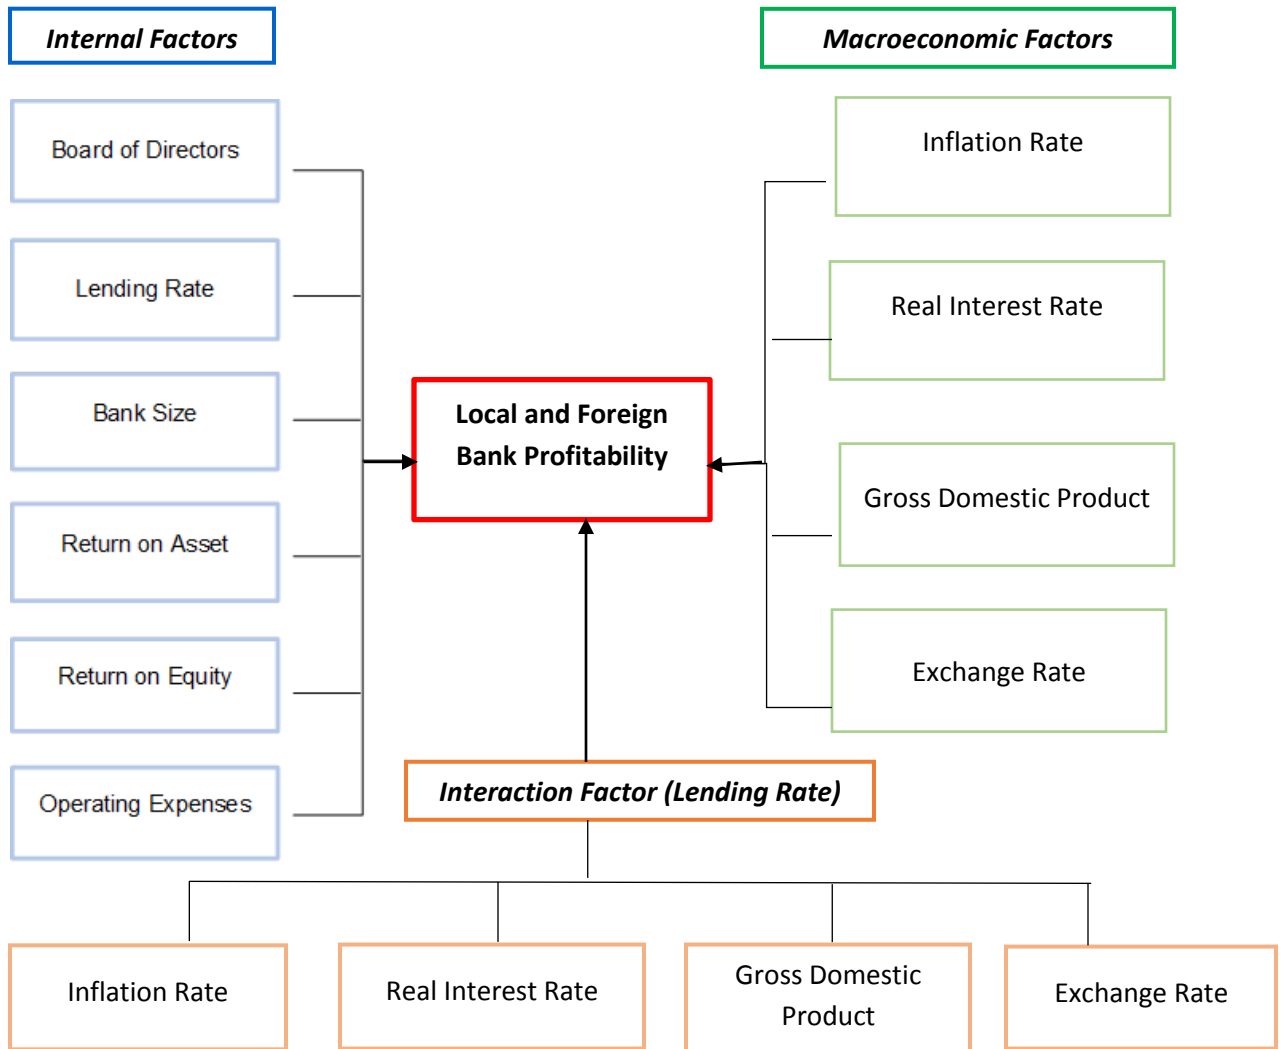 Internal Factors
Macroeconomic Factors
Board of Directors
Lending Rate
Bank Size
Return on Asset
Return on Equity
Operating Expenses
Local and Foreign
Bank Profitability
Inflation Rate
Real Interest Rate
Gross Domestic Product
Exchange Rate
Interaction Factor (Lending Rate)
Inflation Rate
Real Interest Rate
Gross Domestic
Product
Exchange Rate